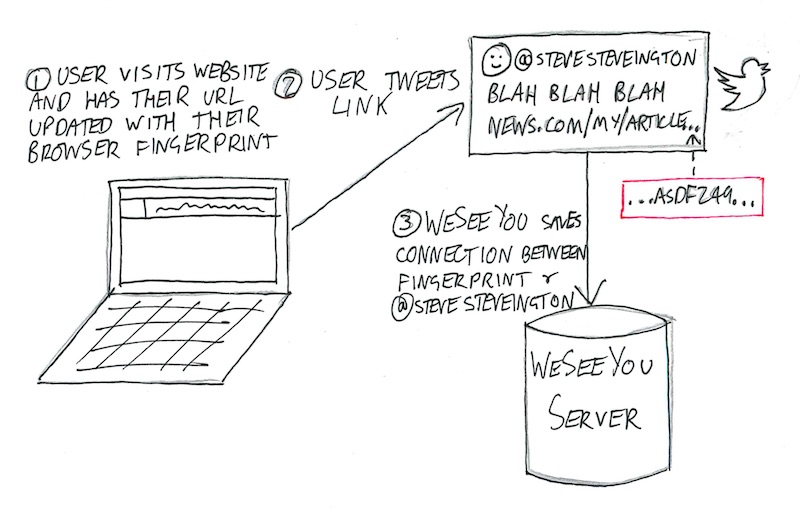 ① USER VISITS WEBSITE
AND HAS THEIR URL
UPDATED WITH THEIR
BROWSER FINGERPRINT
② USER TWEETS
LINK
@STEVESTEVEINGTON
BLAH BLAH BLAH
NEWS.COM/MY/ARTICLE...
...ASDF249...
③ WESEEYOU SAVES
CONNECTION BETWEEN
FINGERPRINT &
@STEVESTEVEINGTON
WESEEYOU
SERVER